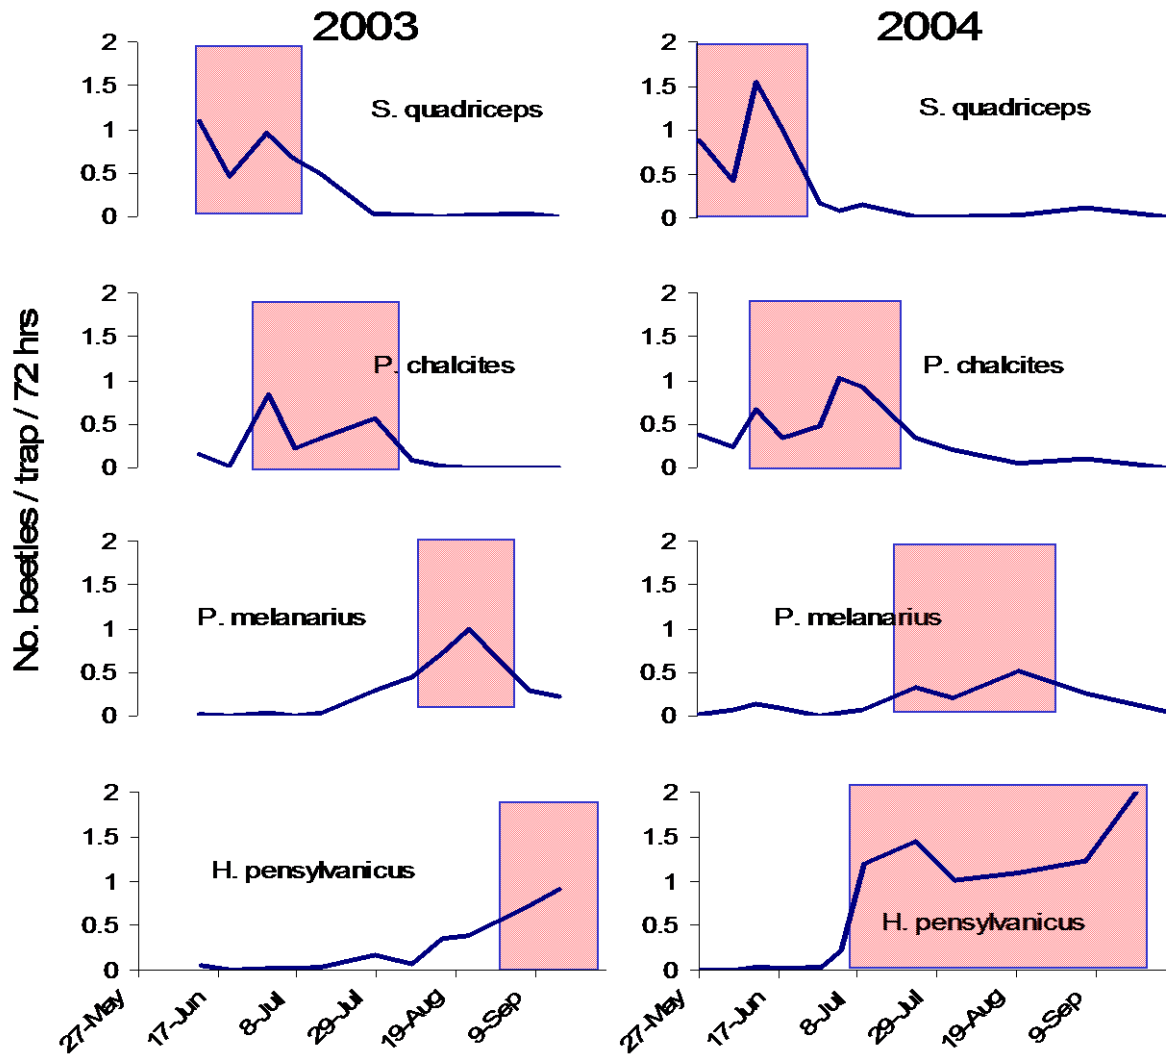 2003
2004
No. beetles / trap / 72 hrs
2
1.5
1
0.5
0
S. quadriceps
2
1.5
1
0.5
0
S. quadriceps
2
1.5
1
0.5
0
P. chalcites
2
1.5
1
0.5
0
P. chalcites
2
1.5
1
0.5
0
P. melanarius
2
1.5
1
0.5
0
P. melanarius
2
1.5
1
0.5
0
H. pensylvanicus
2
1.5
1
0.5
0
H. pensylvanicus
27-May
17-Jun
8-Jul
29-Jul
19-Aug
9-Sep
27-May
17-Jun
8-Jul
29-Jul
19-Aug
9-Sep